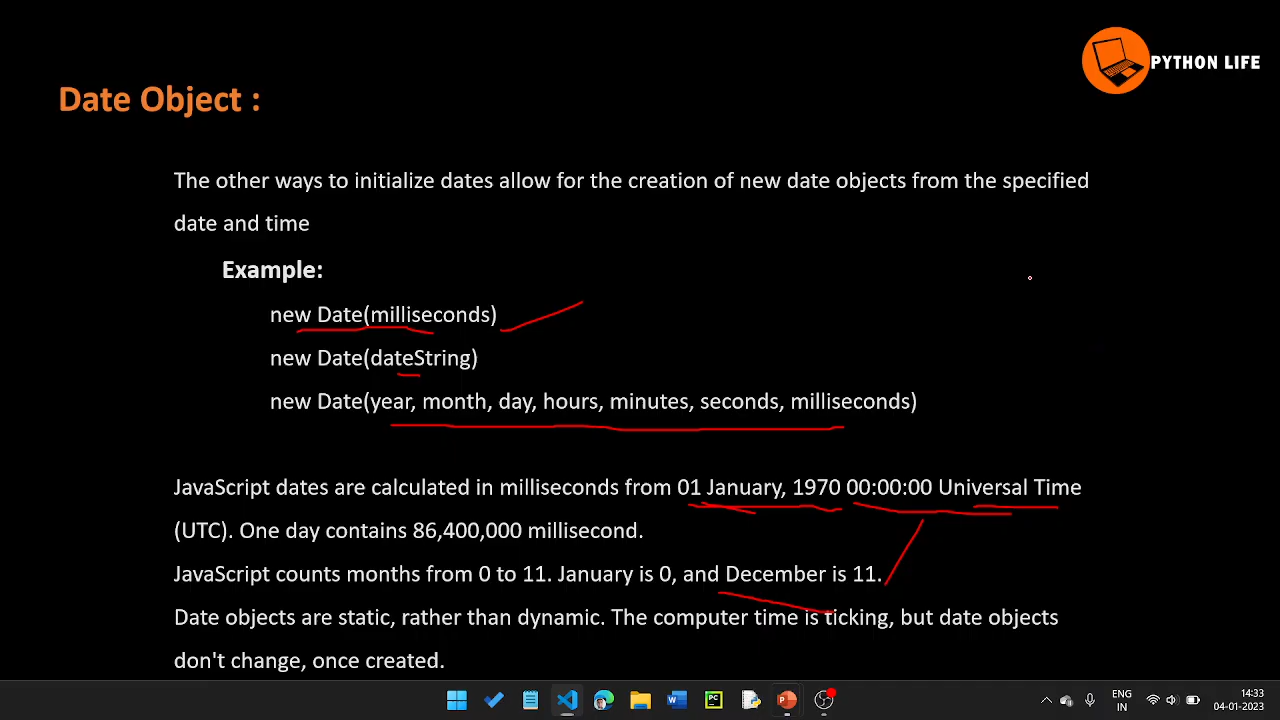 PYTHON LIFE
Date Object :
The other ways to initialize dates allow for the creation of new date objects from the specified
date and time
Example:
new Date(milliseconds)
new Date(dateString)
new Date(year, month, day, hours, minutes, seconds, milliseconds)
JavaScript dates are calculated in milliseconds from 01 January, 1970 00:00:00 Universal Time
(UTC). One day contains 86,400,000 millisecond.
JavaScript counts months from 0 to 11. January is 0, and December is 11.
Date objects are static, rather than dynamic. The computer time is ticking, but date objects
don't change, once created.
ENG
IN
14:33
04-01-2023